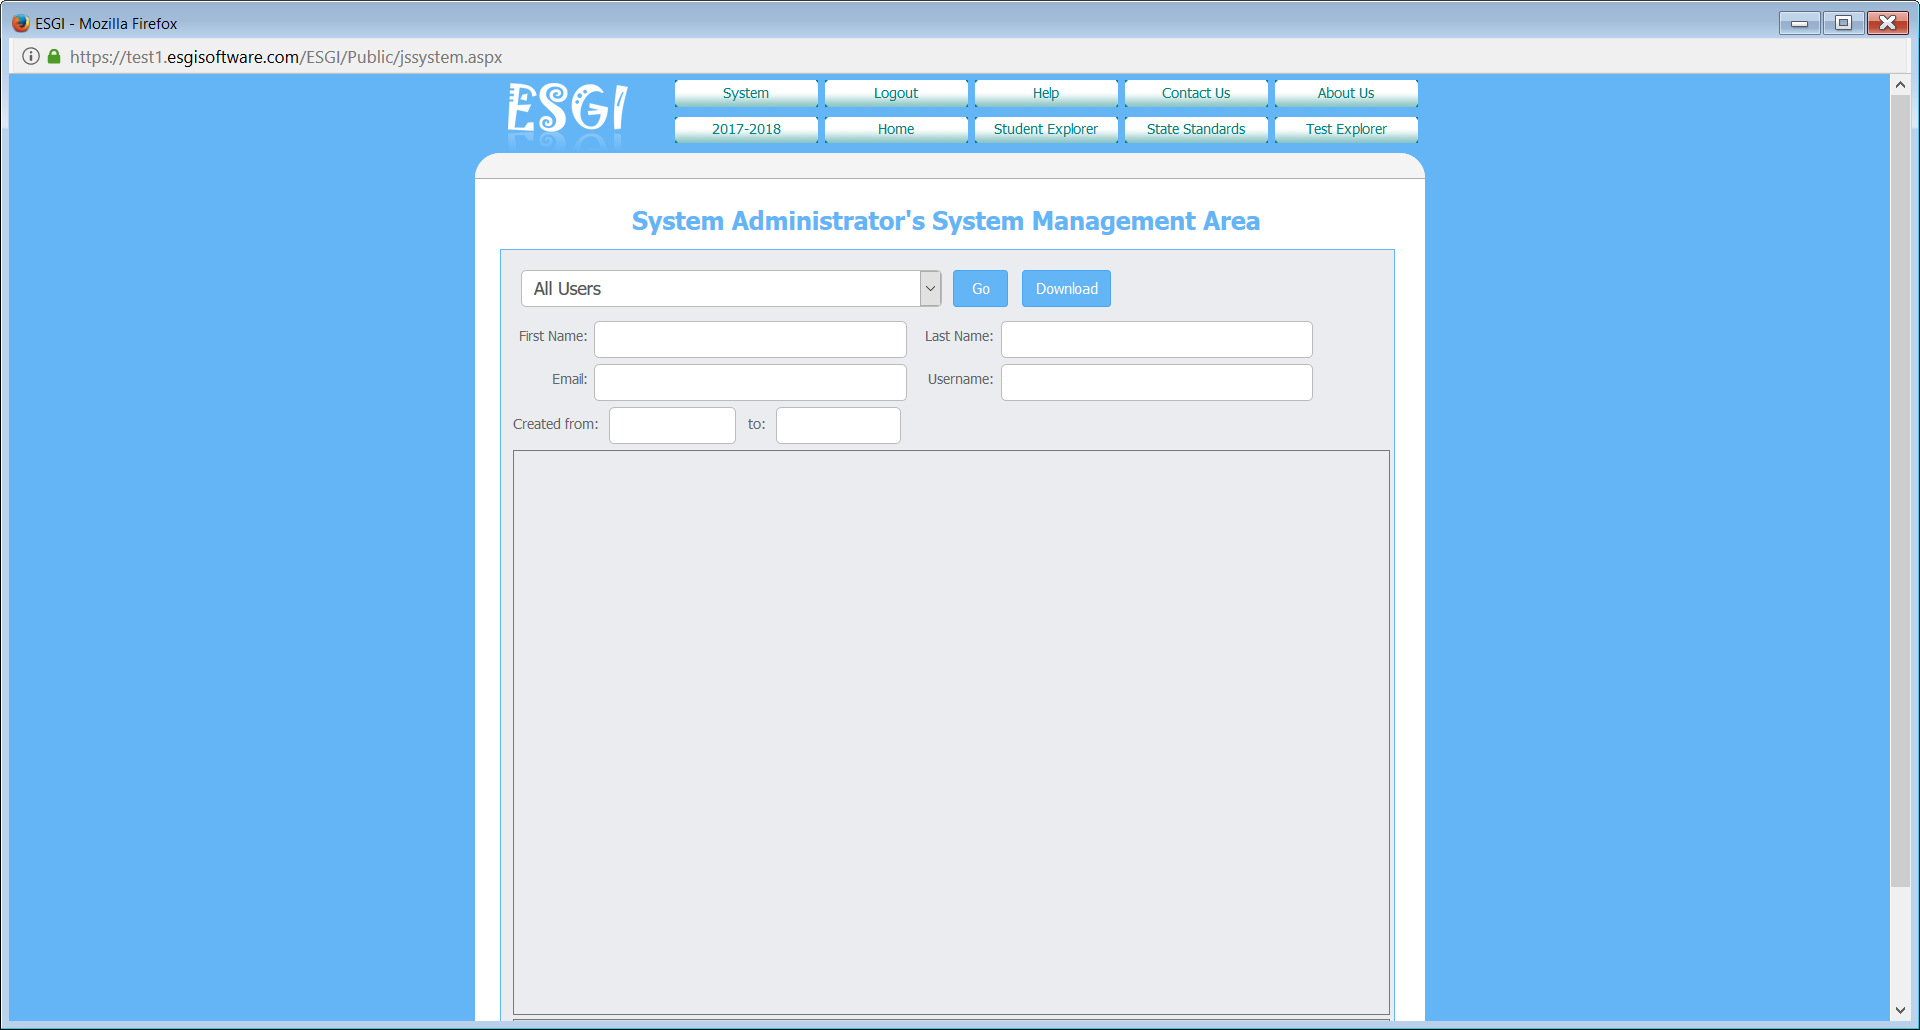 ESGI - Mozilla Firefox
https://test1.esgisoftware.com/ESGI/Public/jssystem.aspx
ESGI
System Logout Help Contact Us About Us
2017-2018 Home Student Explorer State Standards Test Explorer
System Administrator's System Management Area
All Users Go Download
First Name: Last Name:
Email: Username:
Created from: to: